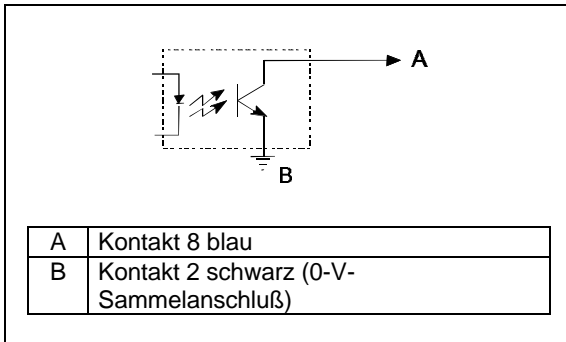 A
B
A Kontakt 8 blau
B Kontakt 2 schwarz (0-V-
Sammelanschluß)